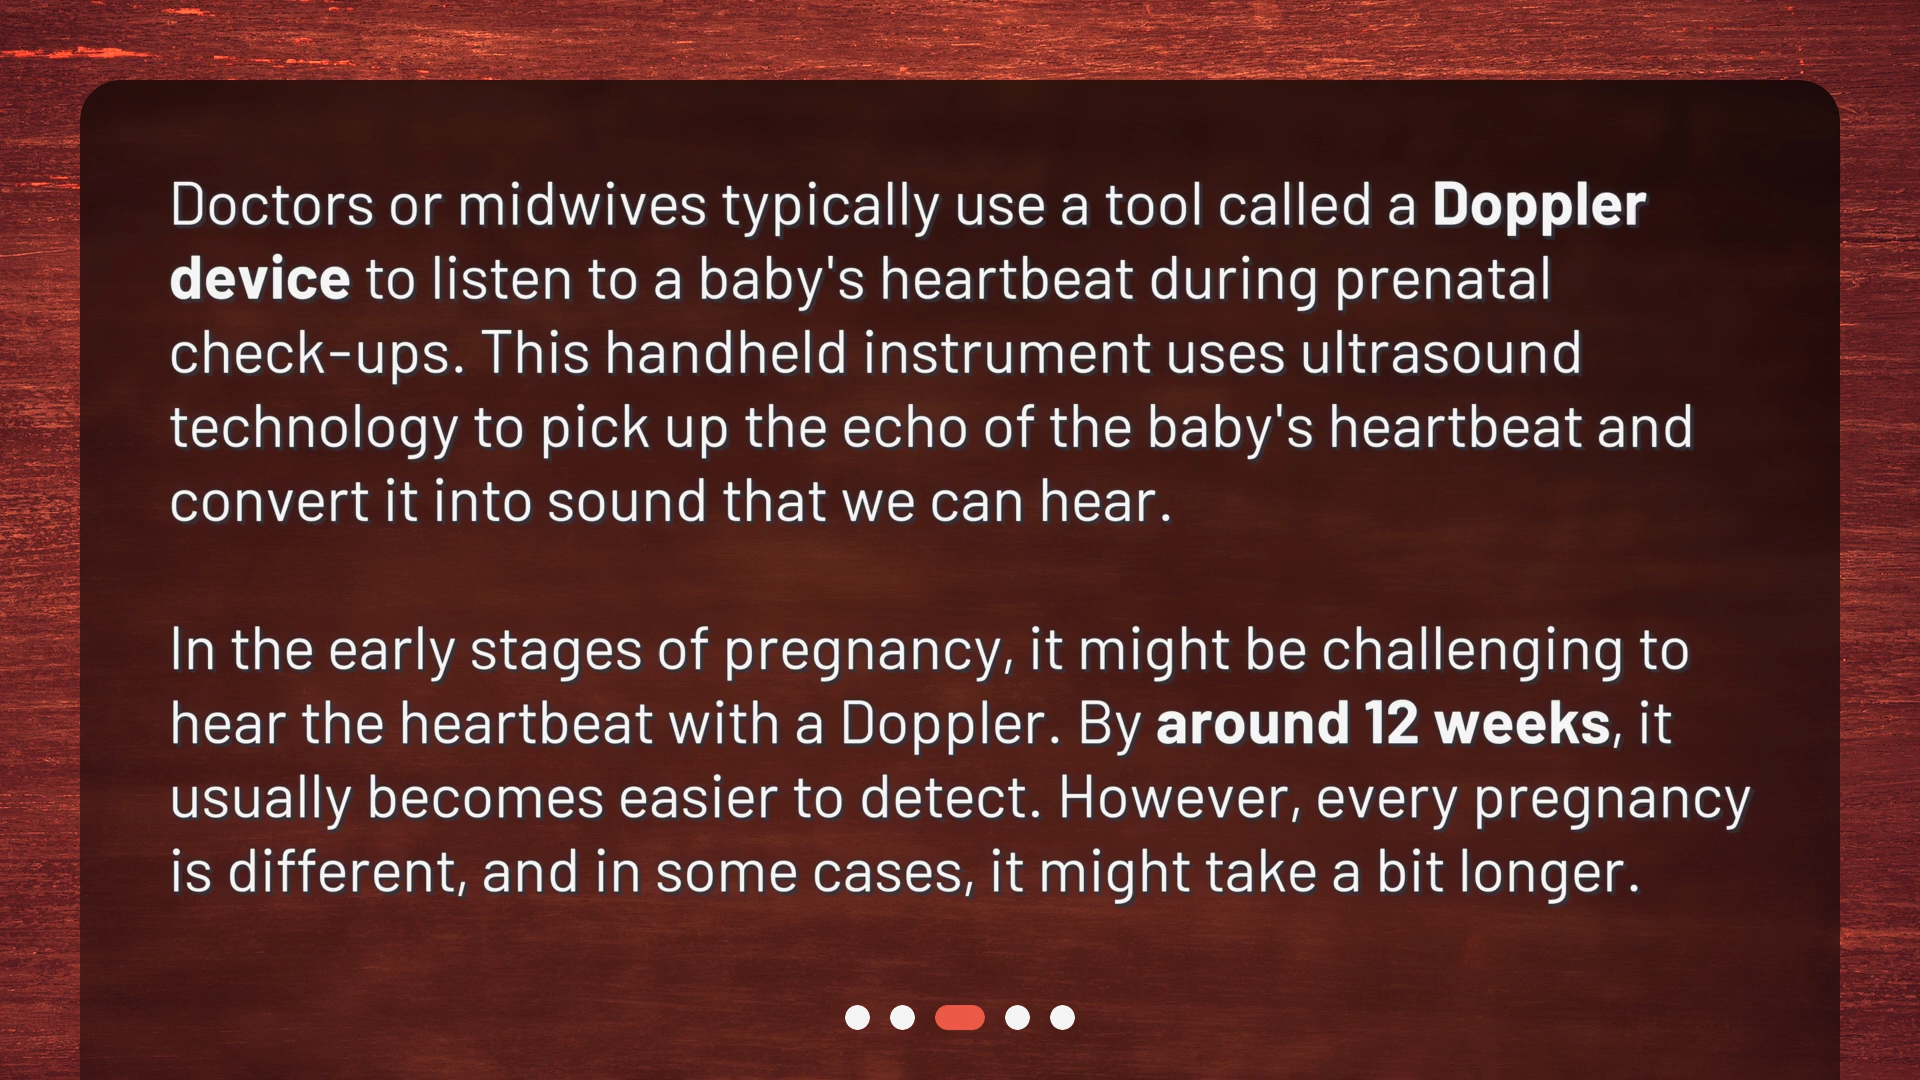 Doctors or midwives typically use a tool called a Doppler
device to listen to a baby's heartbeat during prenatal
check-ups. This handheld instrument uses ultrasound
technology to pick up the echo of the baby's heartbeat and
convert it into sound that we can hear.
In the early stages of pregnancy, it might be challenging to
hear the heartbeat with a Doppler. By around 12 weeks, it
usually becomes easier to detect. However, every pregnancy
is different, and in some cases, it might take a bit longer.